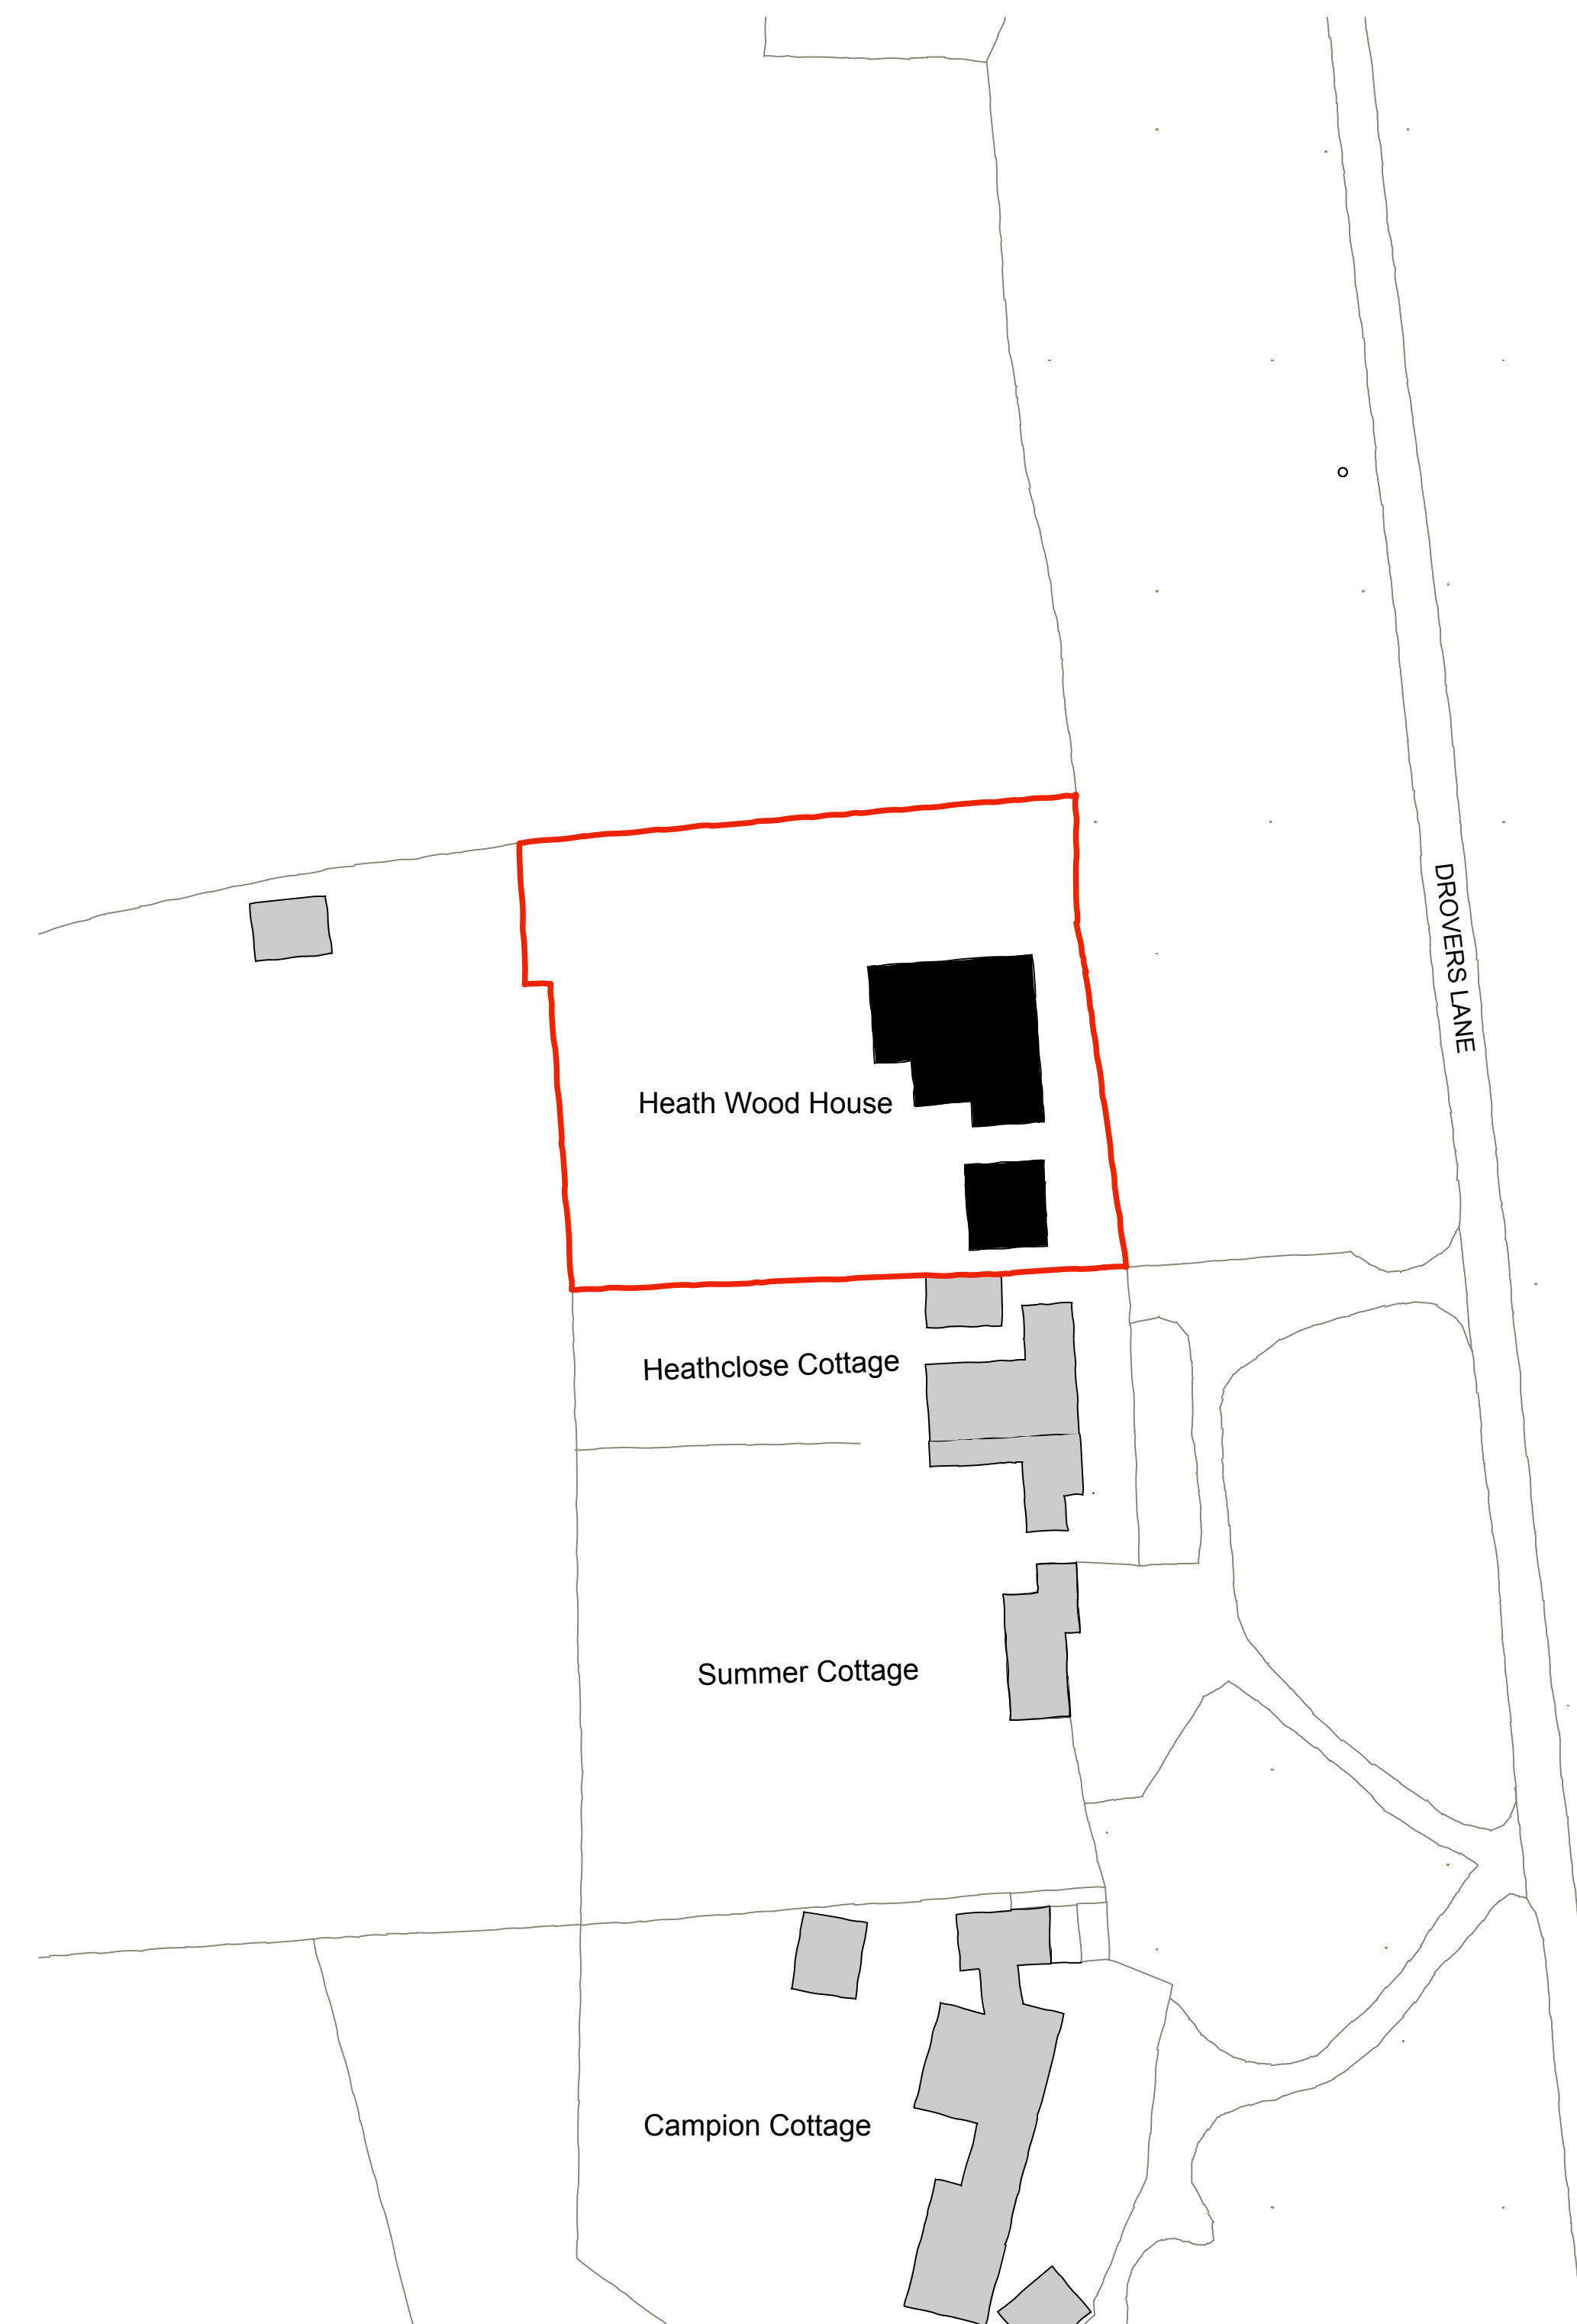 DROVERS LANE
Heath Wood House
Heathclose Cottage
Summer Cottage
Campion Cottage